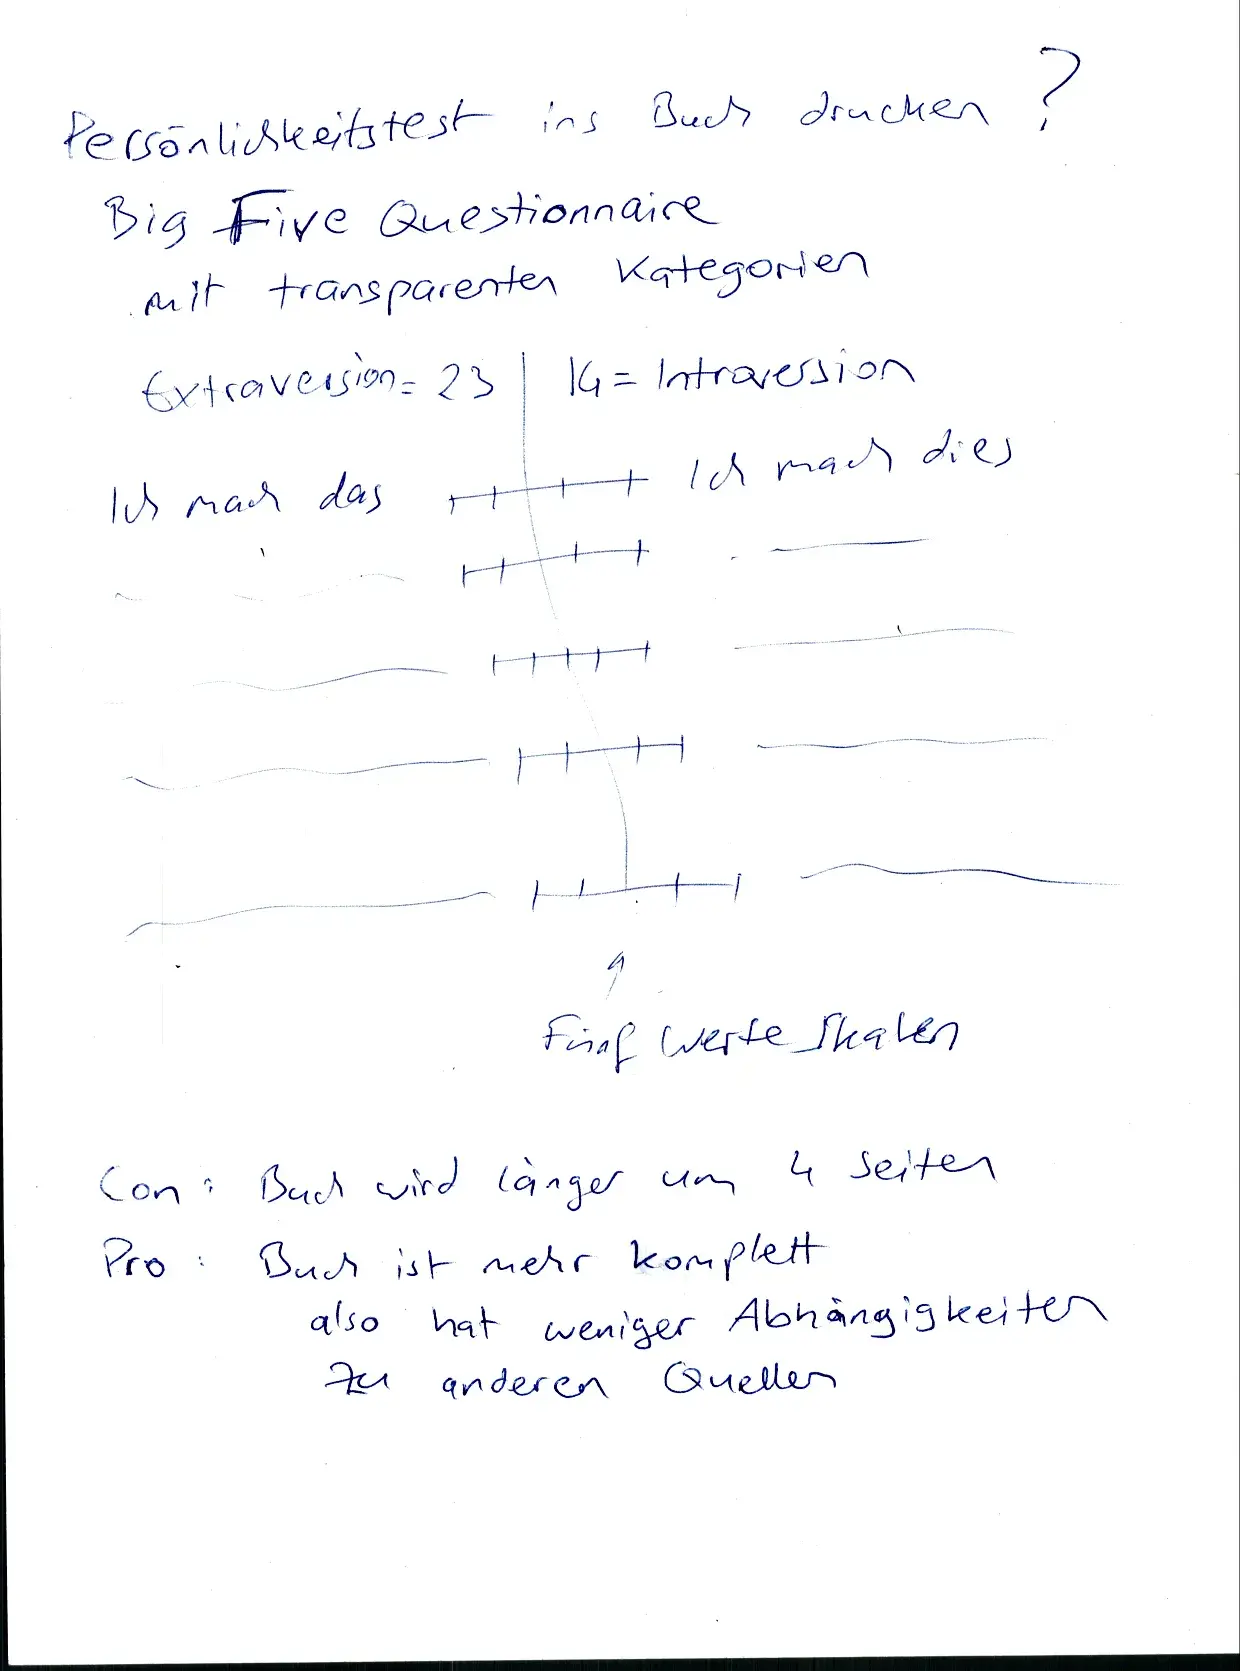 Persönlichkeitstest ins Buch drucken ?
Big Five Questionnaire
mit transparenten Kategorien
Extraversion = 23 | 14 = Intraversion
Ich mach das Ich mach dies
Fünf Werte Skalen
Con : Buch wird länger um 4 Seiten
Pro : Buch ist mehr komplett
also hat weniger Abhängigkeiten
zu anderen Quellen